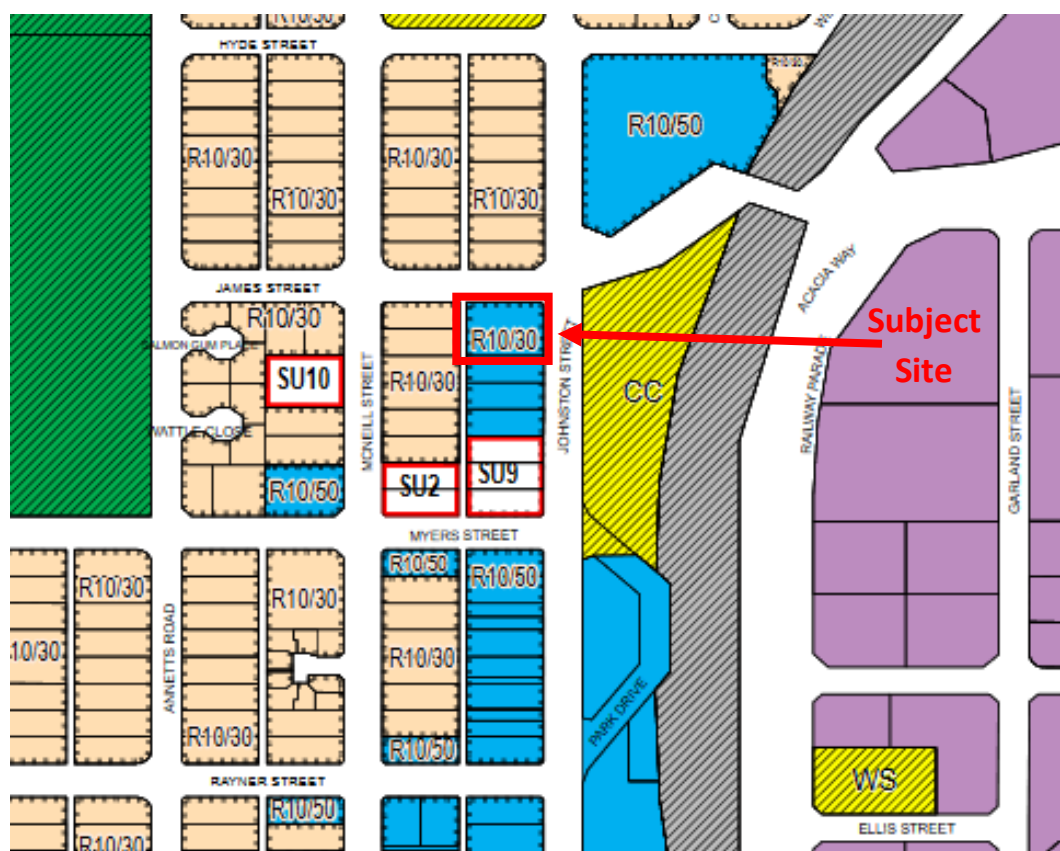 R10/30
HYDE STREET
R10/50
R10/30
R10/30
R10/30
R10/30
JAMES STREET
R10/30
SALMON GUM PLACE
SU10
WATTLE CLOSE
R10/50
MCNEILL STREET
R10/30
R10/30
SU2
SU9
JOHNSTON STREET
CC
ACACIA WAY
RAILWAY PARADE
Subject
Site
GARLAND STREET
MYERS STREET
R10/50
R10/50
R10/30
10/30
ANNETTS ROAD
R10/30
R10/30
R10/30
R10/50
PARK DRIVE
RAYNER STREET
R10/50
R10/30
WS
ELLIS STREET